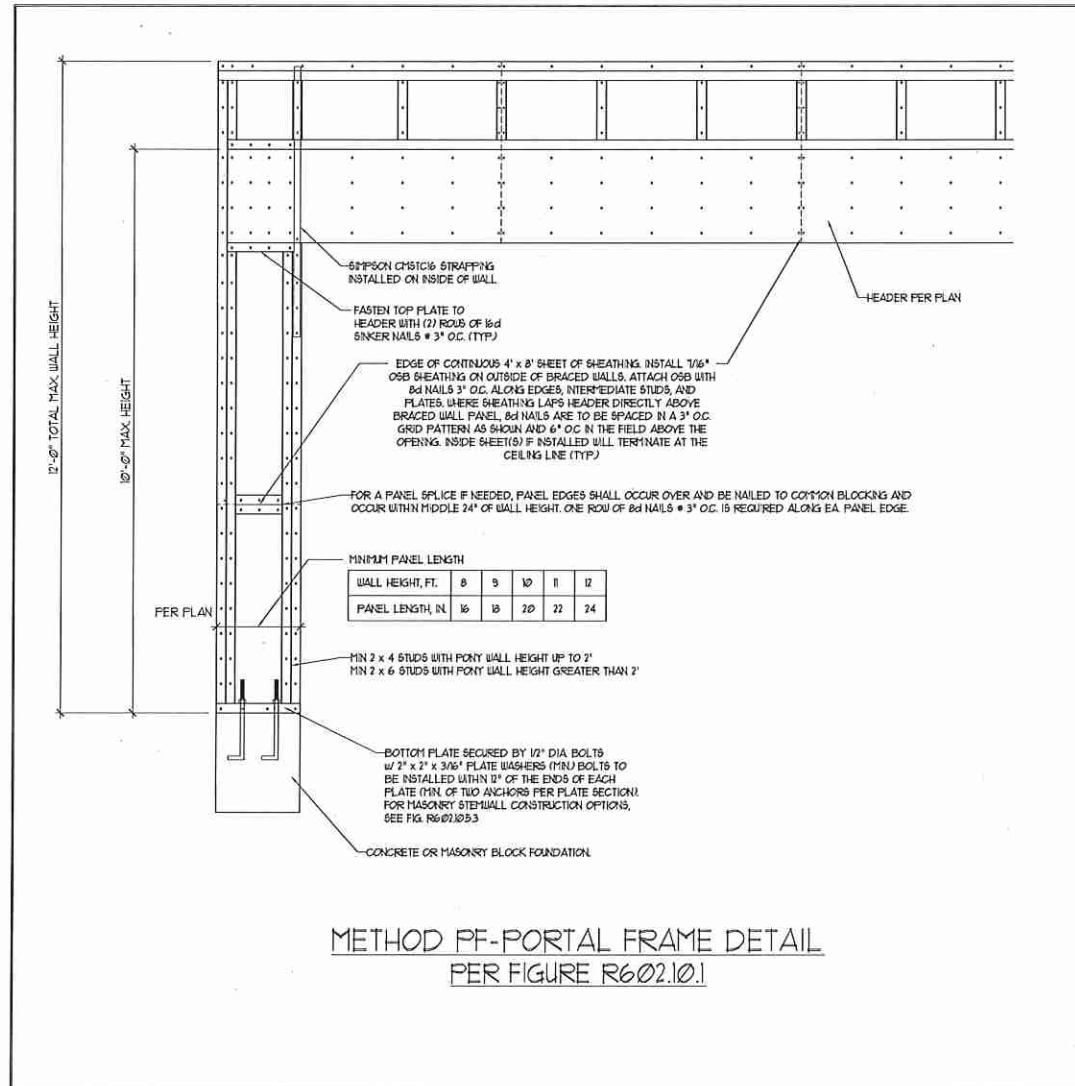 12'-0" TOTAL MAX. WALL HEIGHT
10'-0" MAX. HEIGHT
SIMPSON CMSTC16 STRAPPING
INSTALLED ON INSIDE OF WALL
HEADER PER PLAN
FASTEN TOP PLATE TO
HEADER WITH (2) ROWS OF 16d
SINKER NAILS @ 3" O.C. (TYP.)
EDGE OF CONTINUOUS 4' x 8' SHEET OF SHEATHING. INSTALL 7/16"
OSB SHEATHING ON OUTSIDE OF BRACED WALLS. ATTACH OSB WITH
8d NAILS 3" O.C. ALONG EDGES, INTERMEDIATE STUDS, AND
PLATES. WHERE SHEATHING LAPS HEADER DIRECTLY ABOVE
BRACED WALL PANEL, 8d NAILS ARE TO BE SPACED IN A 3" O.C.
GRID PATTERN AS SHOWN AND 6" OC IN THE FIELD ABOVE THE
OPENING. INSIDE SHEET(S) IF INSTALLED WILL TERMINATE AT THE
CEILING LINE (TYP.)
FOR A PANEL SPLICE IF NEEDED, PANEL EDGES SHALL OCCUR OVER AND BE NAILED TO COMMON BLOCKING AND
OCCUR WITHIN MIDDLE 24" OF WALL HEIGHT. ONE ROW OF 8d NAILS @ 3" O.C. IS REQUIRED ALONG EA. PANEL EDGE.
MINIMUM PANEL LENGTH
WALL HEIGHT, FT. 8 9 10 11 12
PANEL LENGTH, IN. 16 18 20 22 24
PER PLAN
MIN 2 x 4 STUDS WITH PONY WALL HEIGHT UP TO 2'
MIN 2 x 6 STUDS WITH PONY WALL HEIGHT GREATER THAN 2'
BOTTOM PLATE SECURED BY 1/2" DIA. BOLTS
w/ 2" x 2" x 3/16" PLATE WASHERS (MIN.) BOLTS TO
BE INSTALLED WITHIN 12" OF THE ENDS OF EACH
PLATE (MIN. OF TWO ANCHORS PER PLATE SECTION).
FOR MASONRY STEMWALL CONSTRUCTION OPTIONS,
SEE FIG. R602.10.5.3
CONCRETE OR MASONRY BLOCK FOUNDATION.
METHOD PF-PORTAL FRAME DETAIL
PER FIGURE R602.10.1